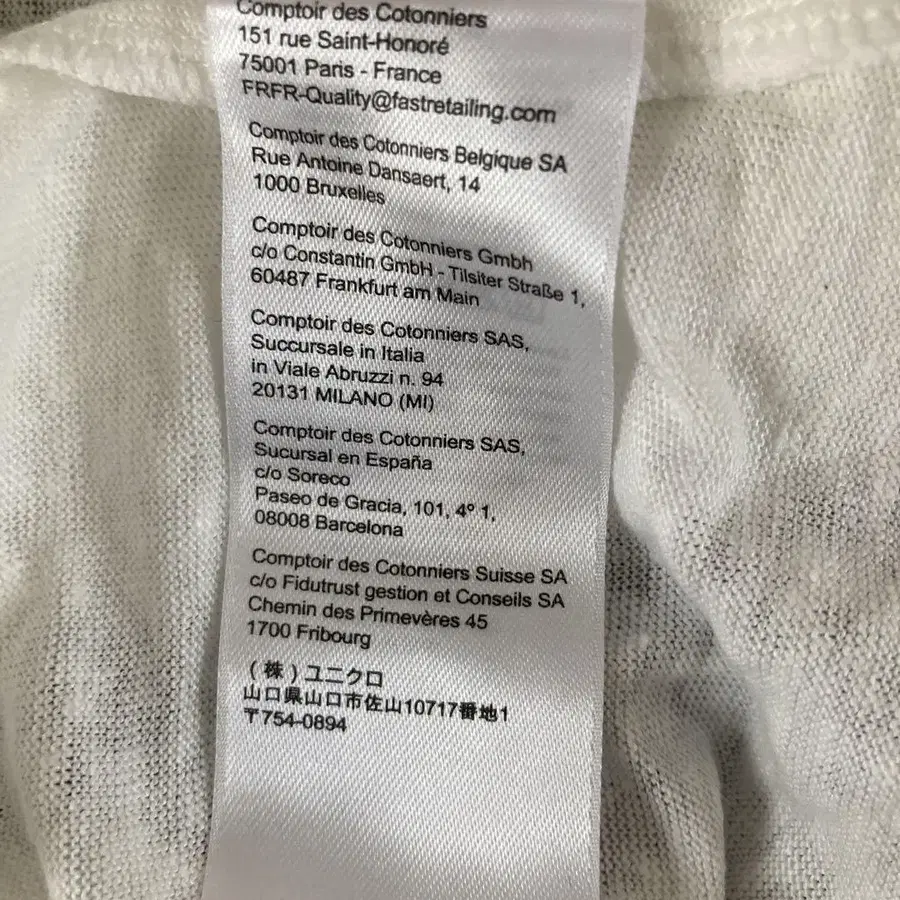 Comptoir des Cotonniers
151 rue Saint-Honoré
75001 Paris - France
FRFR-Quality@fastretailing.com
Comptoir des Cotonniers Belgique SA
Rue Antoine Dansaert, 14
1000 Bruxelles
Comptoir des Cotonniers Gmbh
c/o Constantin GmbH - Tilsiter Straße 1,
60487 Frankfurt am Main
Comptoir des Cotonniers SAS,
Succursale in Italia
in Viale Abruzzi n. 94
20131 MILANO (MI)
Comptoir des Cotonniers SAS,
Sucursal en España
c/o Soreco
Paseo de Gracia, 101, 4º 1,
08008 Barcelona
Comptoir des Cotonniers Suisse SA
c/o Fidutrust gestion et Conseils SA
Chemin des Primevères 45
1700 Fribourg
(株)ユニクロ
山口県山口市佐山10717番地1
〒754-0894